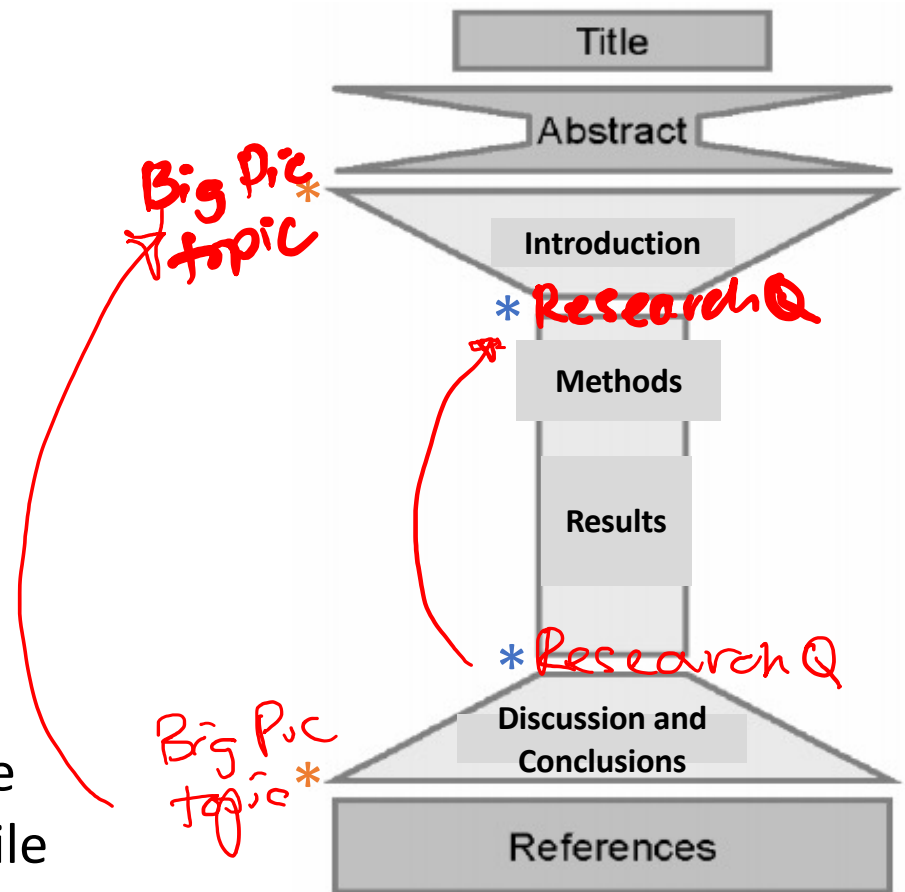 Title
Abstract
Big Pic
*
topic
Introduction
* Research Q
Methods
Results
* Research Q
Discussion and
Conclusions
Big Pic
topic *
e
ile
References